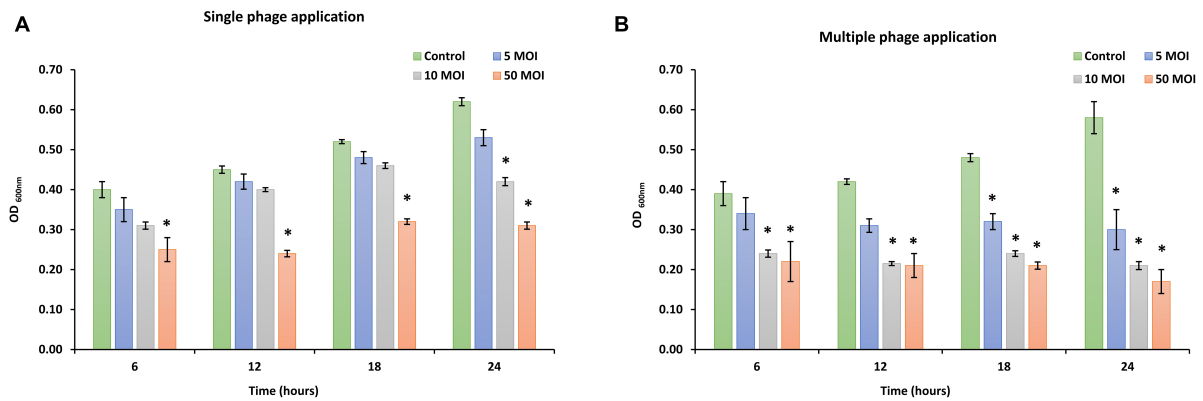 A
Single phage application
Control
5 MOI
10 MOI
50 MOI
0.70
0.60
0.50
0.40
0.30
0.20
0.10
0.00
OD 600nm
*
*
*
*
*
6
12
18
24
Time (hours)
B
Multiple phage application
Control
5 MOI
10 MOI
50 MOI
0.70
0.60
0.50
0.40
0.30
0.20
0.10
0.00
OD 600nm
*
*
*
*
*
*
*
*
*
*
6
12
18
24
Time (hours)